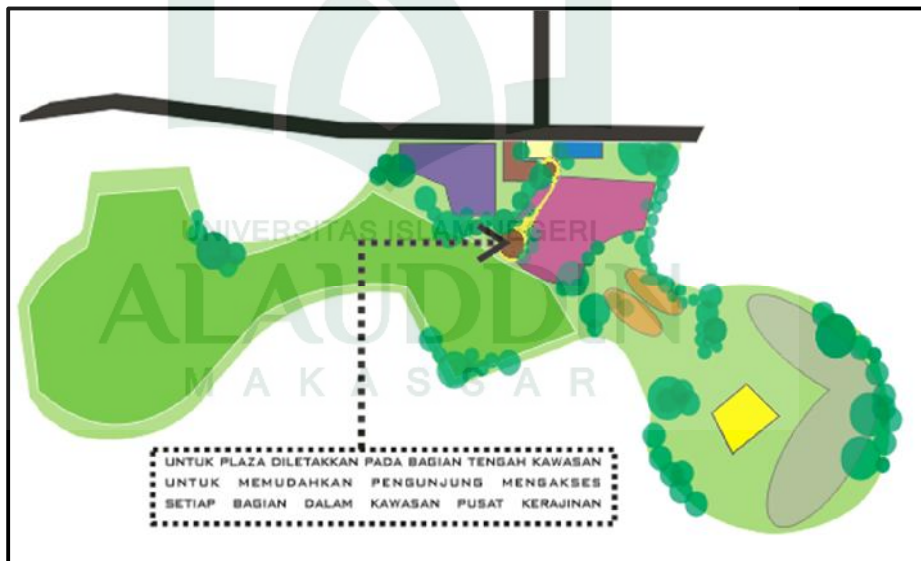 UNIVERSITAS ISLAM NEGERI
ALAUDDIN
MAKASSAR
UNTUK PLAZA DILETAKKAN PADA BAGIAN TENGAH KAWASAN
UNTUK MEMUDAHKAN PENGUNJUNG MENGAKSES
SETIAP BAGIAN DALAM KAWASAN PUSAT KERAJINAN